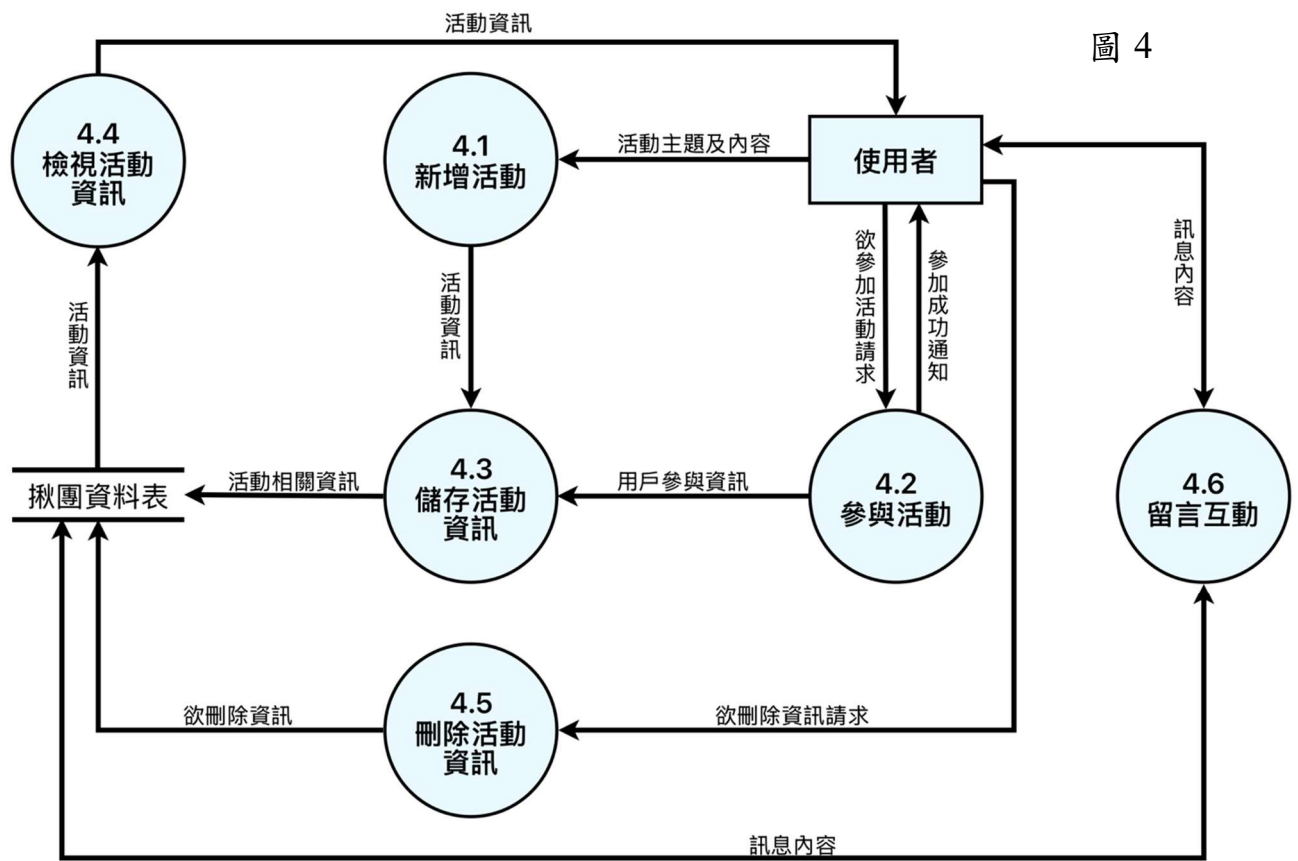 活動資訊
圖 4
4.4
檢視活動
資訊
4.1
新增活動
活動主題及內容
使用者
活動資訊
活動資訊
欲參加活動請求
參加成功通知
訊息內容
揪團資料表
活動相關資訊
4.3
儲存活動
資訊
用戶參與資訊
4.2
參與活動
4.6
留言互動
欲刪除資訊
4.5
刪除活動
資訊
欲刪除資訊請求
訊息內容